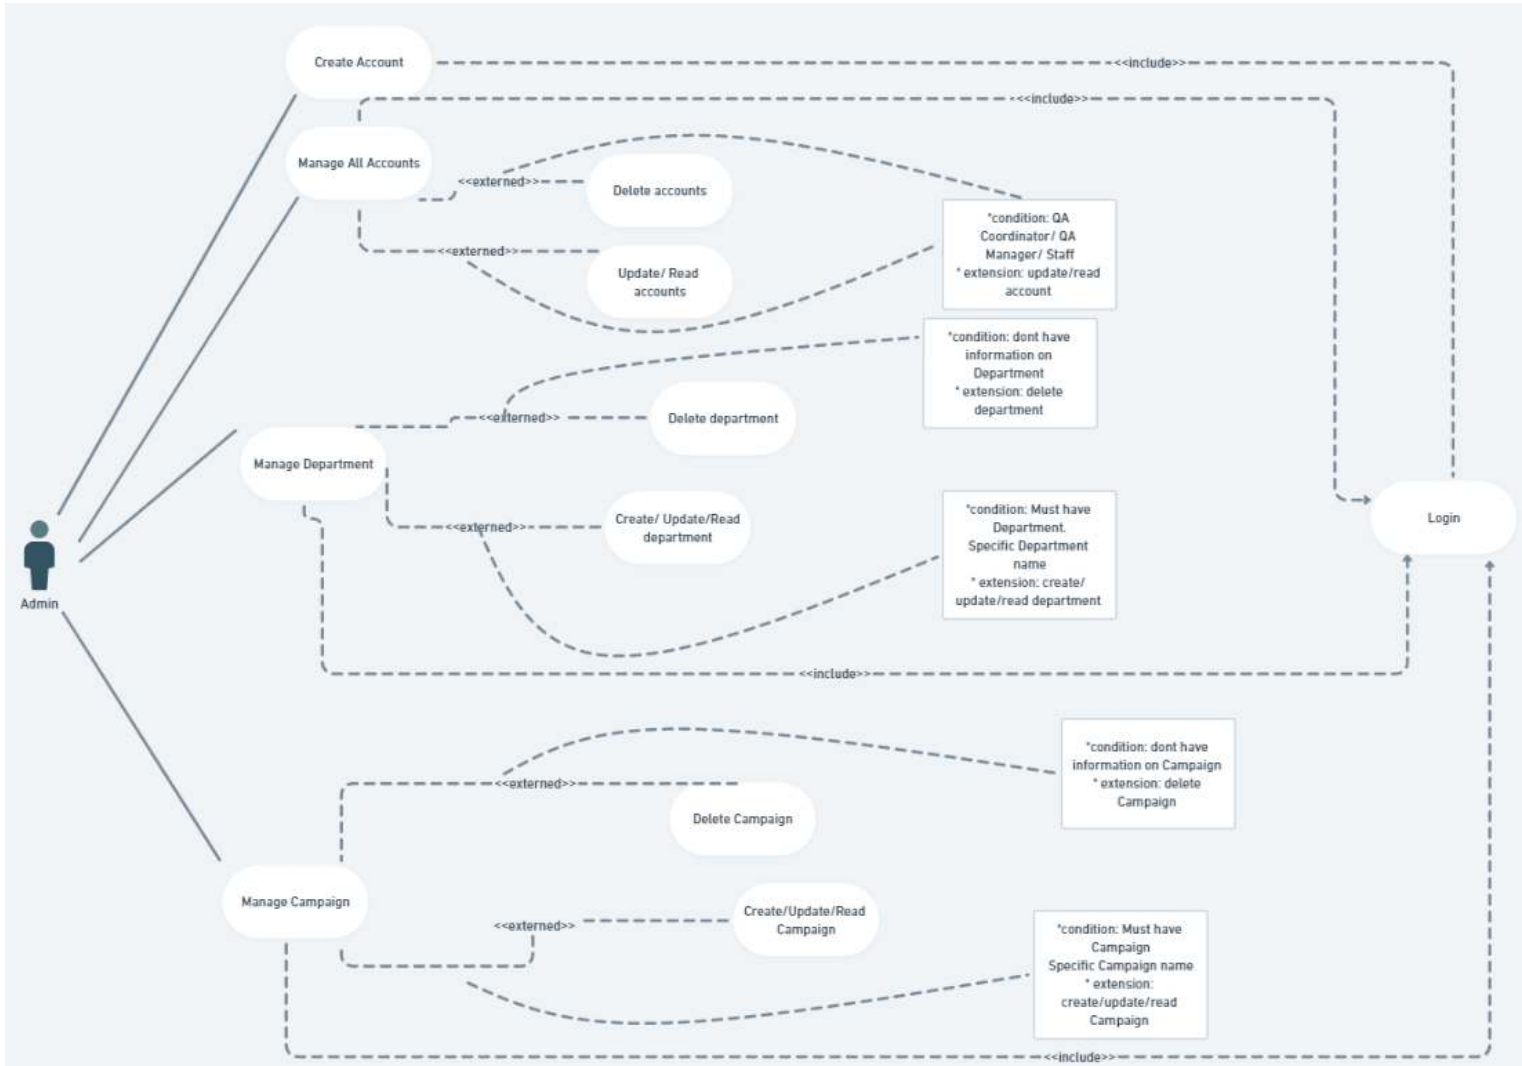 Create Account
<<include>>
<<include>>
Manage All Accounts
<<externed>>
Delete accounts
<<externed>>
Update/ Read
accounts
*condition: QA
Coordinator/ QA
Manager/ Staff
* extension: update/read
account
*condition: dont have
information on
Department
* extension: delete
department
<<externed>>
Delete department
Manage Department
<<externed>>
Create/ Update/Read
department
*condition: Must have
Department.
Specific Department
name
* extension: create/
update/read department
Login
Admin
<<include>>
*condition: dont have
information on Campaign
* extension: delete
Campaign
<<externed>>
Delete Campaign
Manage Campaign
<<externed>>
Create/Update/Read
Campaign
*condition: Must have
Campaign
Specific Campaign name
* extension:
create/update/read
Campaign
<<include>>